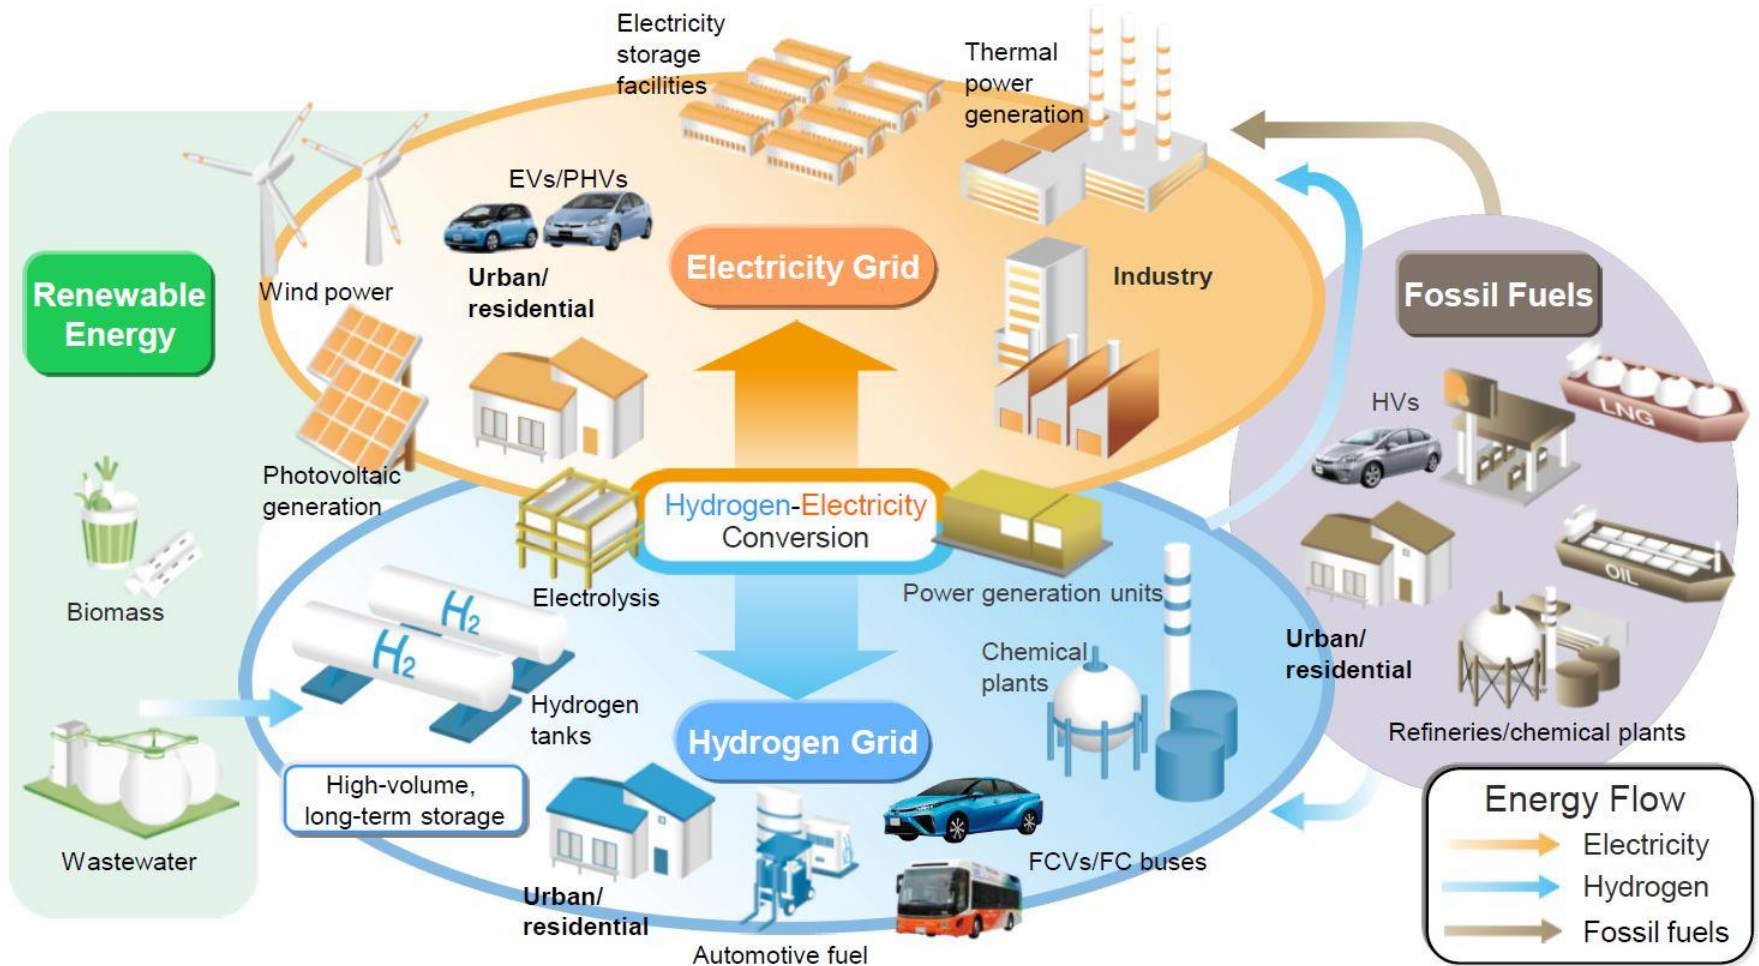 Electricity
storage
facilities
Thermal
power
generation
EVs/PHVs
Electricity Grid
Urban/
residential
Industry
Wind power
Renewable
Energy
Fossil Fuels
LNG
HVs
Photovoltaic
generation
Hydrogen-Electricity
Conversion
Electrolysis
Power generation units
Biomass
OIL
H2
H2
Hydrogen
tanks
Chemical
plants
Urban/
residential
Refineries/chemical plants
Hydrogen Grid
High-volume,
long-term storage
Wastewater
Urban/
residential
Automotive fuel
FCVs/FC buses
Energy Flow
Electricity
Hydrogen
Fossil fuels